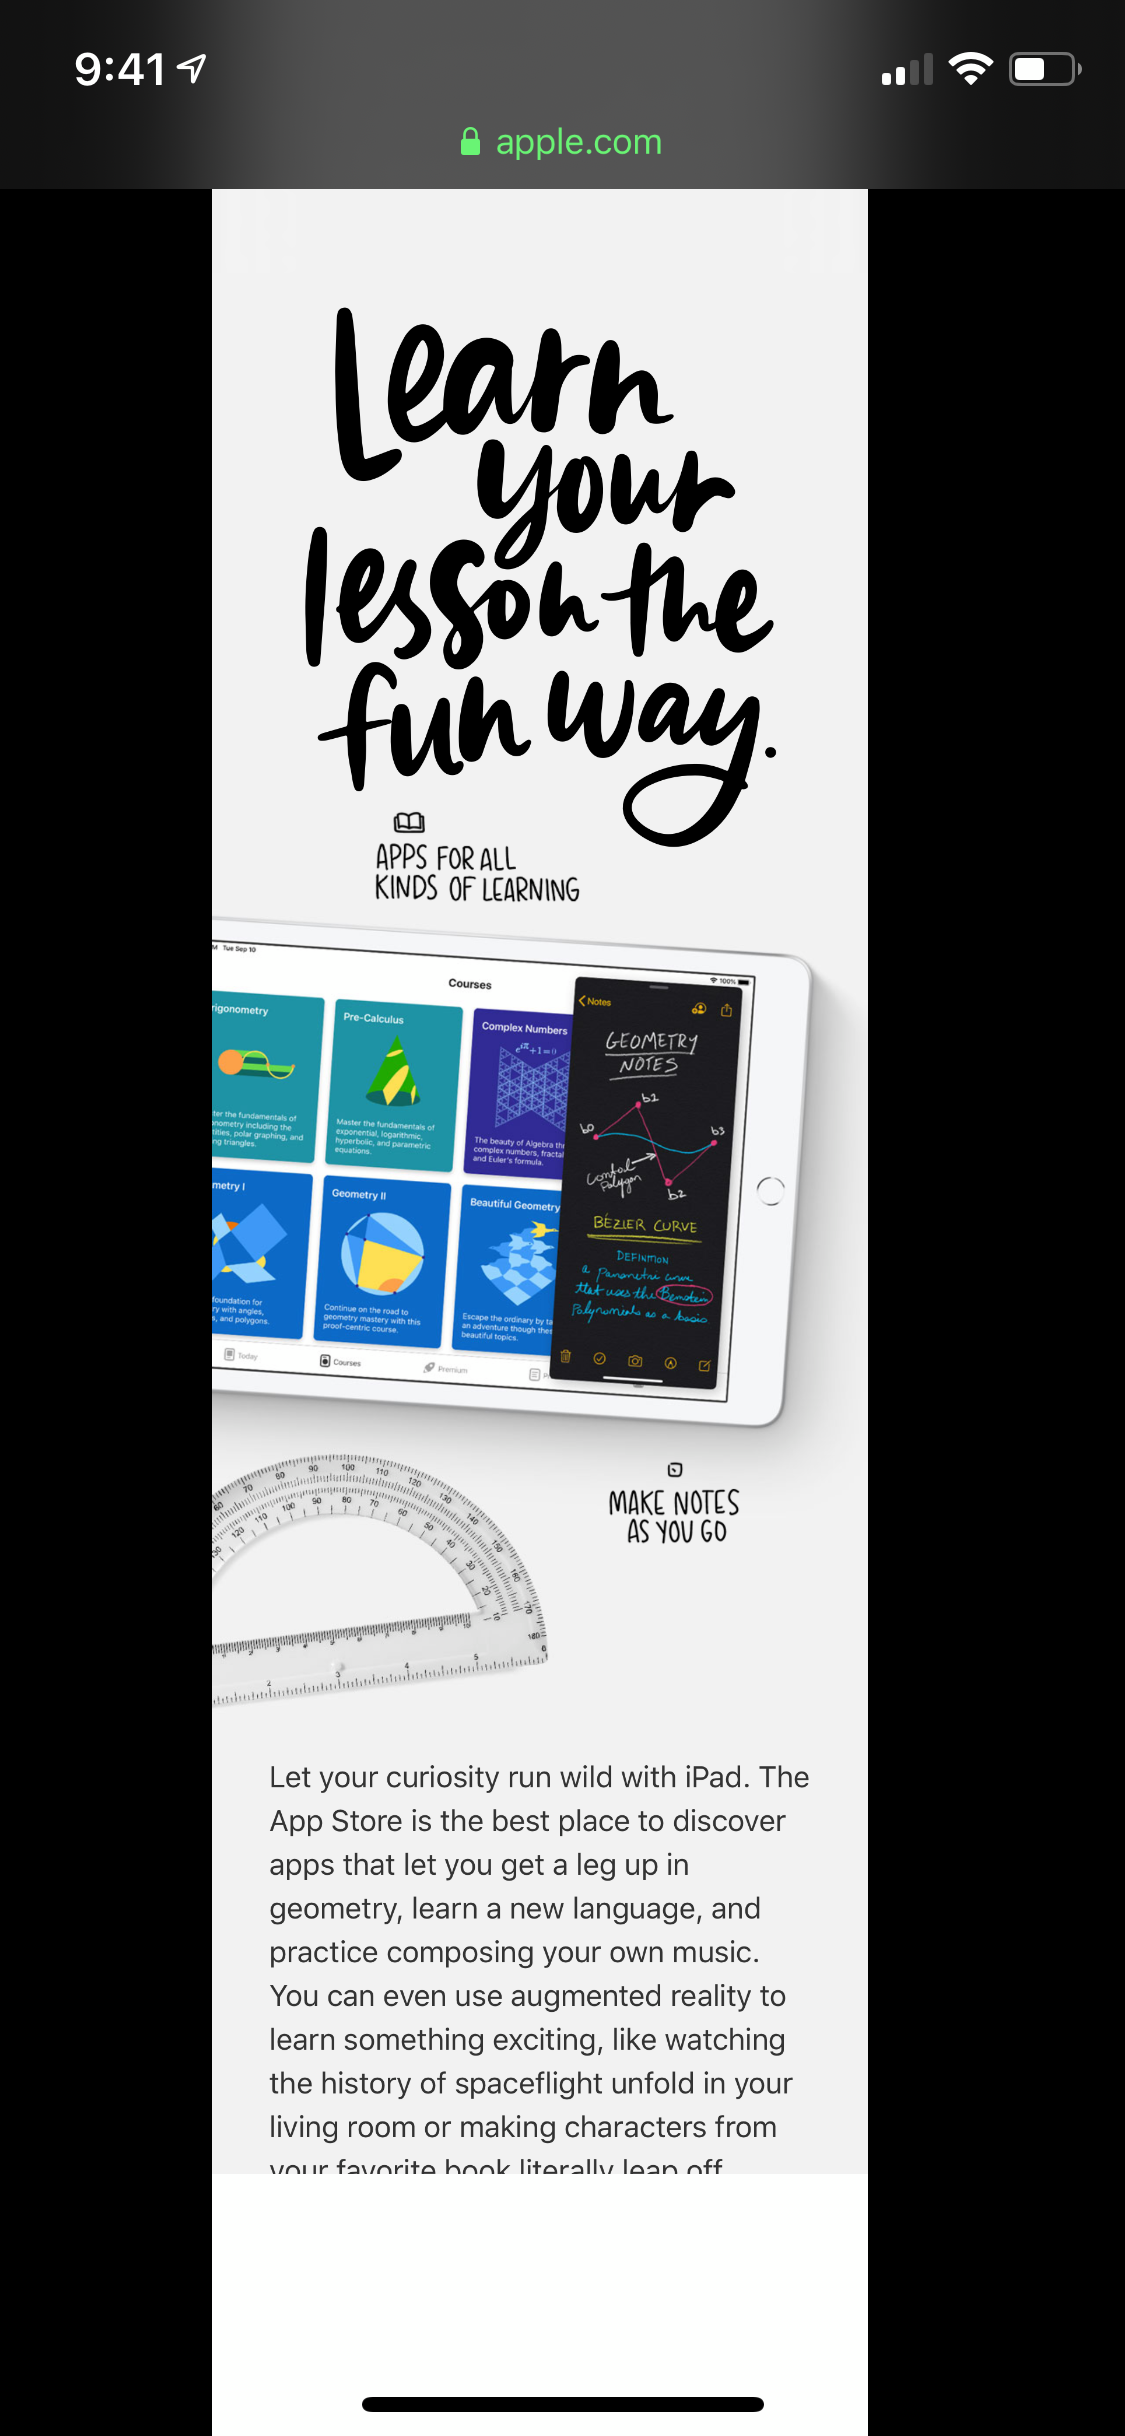 9:41
apple.com
Learn
your
lesson the
fun way.
APPS FOR ALL
KINDS OF LEARNING
M Tue Sep 10
100%
Courses
Notes
rigonometry
Pre-Calculus
Complex Numbers
GEOMETRY
NOTES
b1
b0
b3
Control
Polygon
b2
ter the fundamentals of
onometry including the
tities, polar graphing, and
ng triangles.
Master the fundamentals of
exponential, logarithmic,
hyperbolic, and parametric
equations.
The beauty of Algebra thr
complex numbers, fractal
and Euler's formula.
metry I
Geometry II
Beautiful Geometry
BÉZIER CURVE
DEFINITION
a Parametric curve
that uses the Bernstein
Polynomials as a basis
foundation for
ry with angles,
s, and polygons.
Continue on the road to
geometry mastery with this
proof-centric course.
Escape the ordinary by ta
an adventure though thes
beautiful topics.
Today
Courses
Premium
MAKE NOTES
AS YOU GO
Let your curiosity run wild with iPad. The
App Store is the best place to discover
apps that let you get a leg up in
geometry, learn a new language, and
practice composing your own music.
You can even use augmented reality to
learn something exciting, like watching
the history of spaceflight unfold in your
living room or making characters from
your favorite book literally leap off